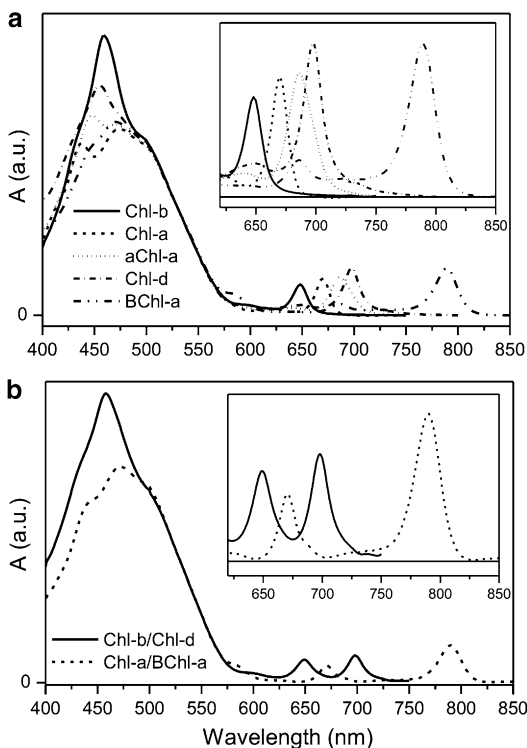 a
A (a.u.)
0
Chl-b
Chl-a
aChl-a
Chl-d
BChl-a
650 700 750 800 850
400 450 500 550 600 650 700 750 800 850
b
A (a.u.)
0
Chl-b/Chl-d
Chl-a/BChl-a
650 700 750 800 850
400 450 500 550 600 650 700 750 800 850
Wavelength (nm)